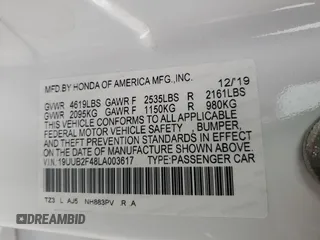 MFD.BY HONDA OF AMERICA MFG.,INC. 12/'19
GVWR 4619LBS GAWR F 2535LBS R 2161LBS
GVWR 2095KG GAWR F 1150KG R 980KG
THIS VEHICLE CONFORMS TO ALL APPLICABLE
FEDERAL MOTOR VEHICLE SAFETY, BUMPER,
AND THEFT PREVENTION STANDARDS IN EFFECT
ON THE DATE OF MANUFACTURE SHOWN ABOVE.
V.I.N. 19UUB2F48LA003617 TYPE:PASSENGER CAR
TZ3 L AJ5 NH883PV R A
DREAMBID